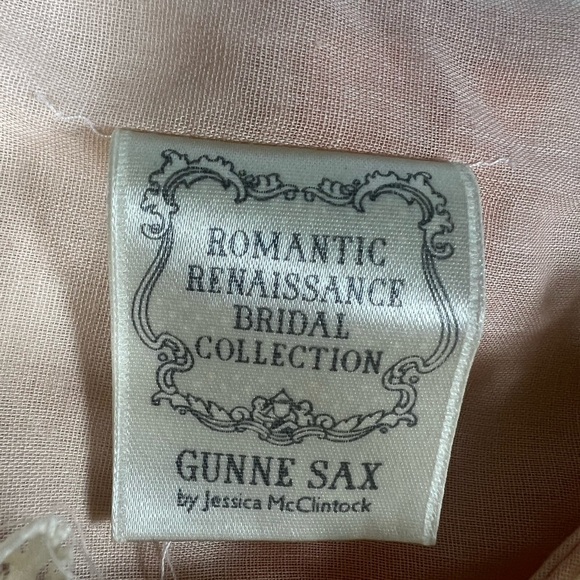 ROMANTIC
RENAISSANCE
BRIDAL
COLLECTION
GUNNE SAX
by Jessica McClintock